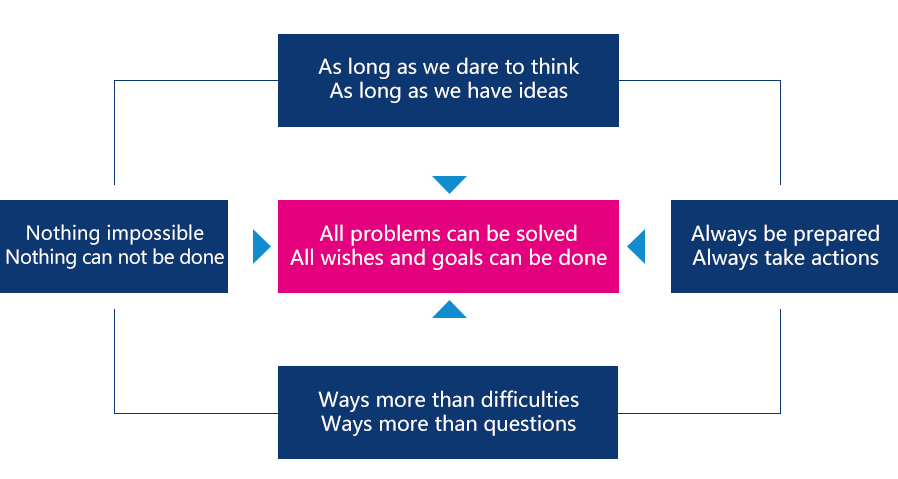 As long as we dare to think
As long as we have ideas
Nothing impossible
Nothing can not be done
All problems can be solved
All wishes and goals can be done
Always be prepared
Always take actions
Ways more than difficulties
Ways more than questions